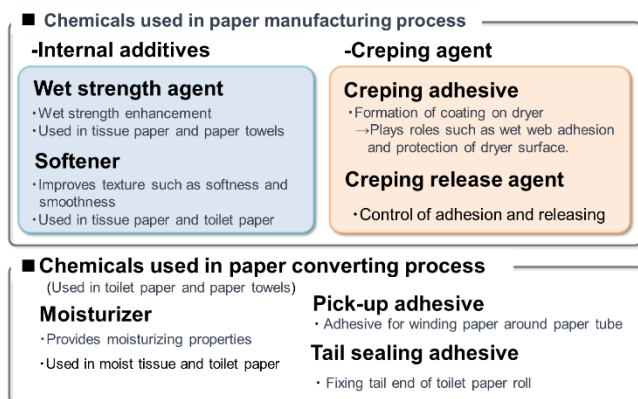 ■ Chemicals used in paper manufacturing process
-Internal additives
Wet strength agent
・Wet strength enhancement
・Used in tissue paper and paper towels
Softener
・Improves texture such as softness and
smoothness
・Used in tissue paper and toilet paper
-Creping agent
Creping adhesive
・Formation of coating on dryer
→Plays roles such as wet web adhesion
and protection of dryer surface.
Creping release agent
・Control of adhesion and releasing
■ Chemicals used in paper converting process
(Used in toilet paper and paper towels)
Moisturizer
・Provides moisturizing properties
・Used in moist tissue and toilet paper
Pick-up adhesive
・Adhesive for winding paper around paper tube
Tail sealing adhesive
・Fixing tail end of toilet paper roll